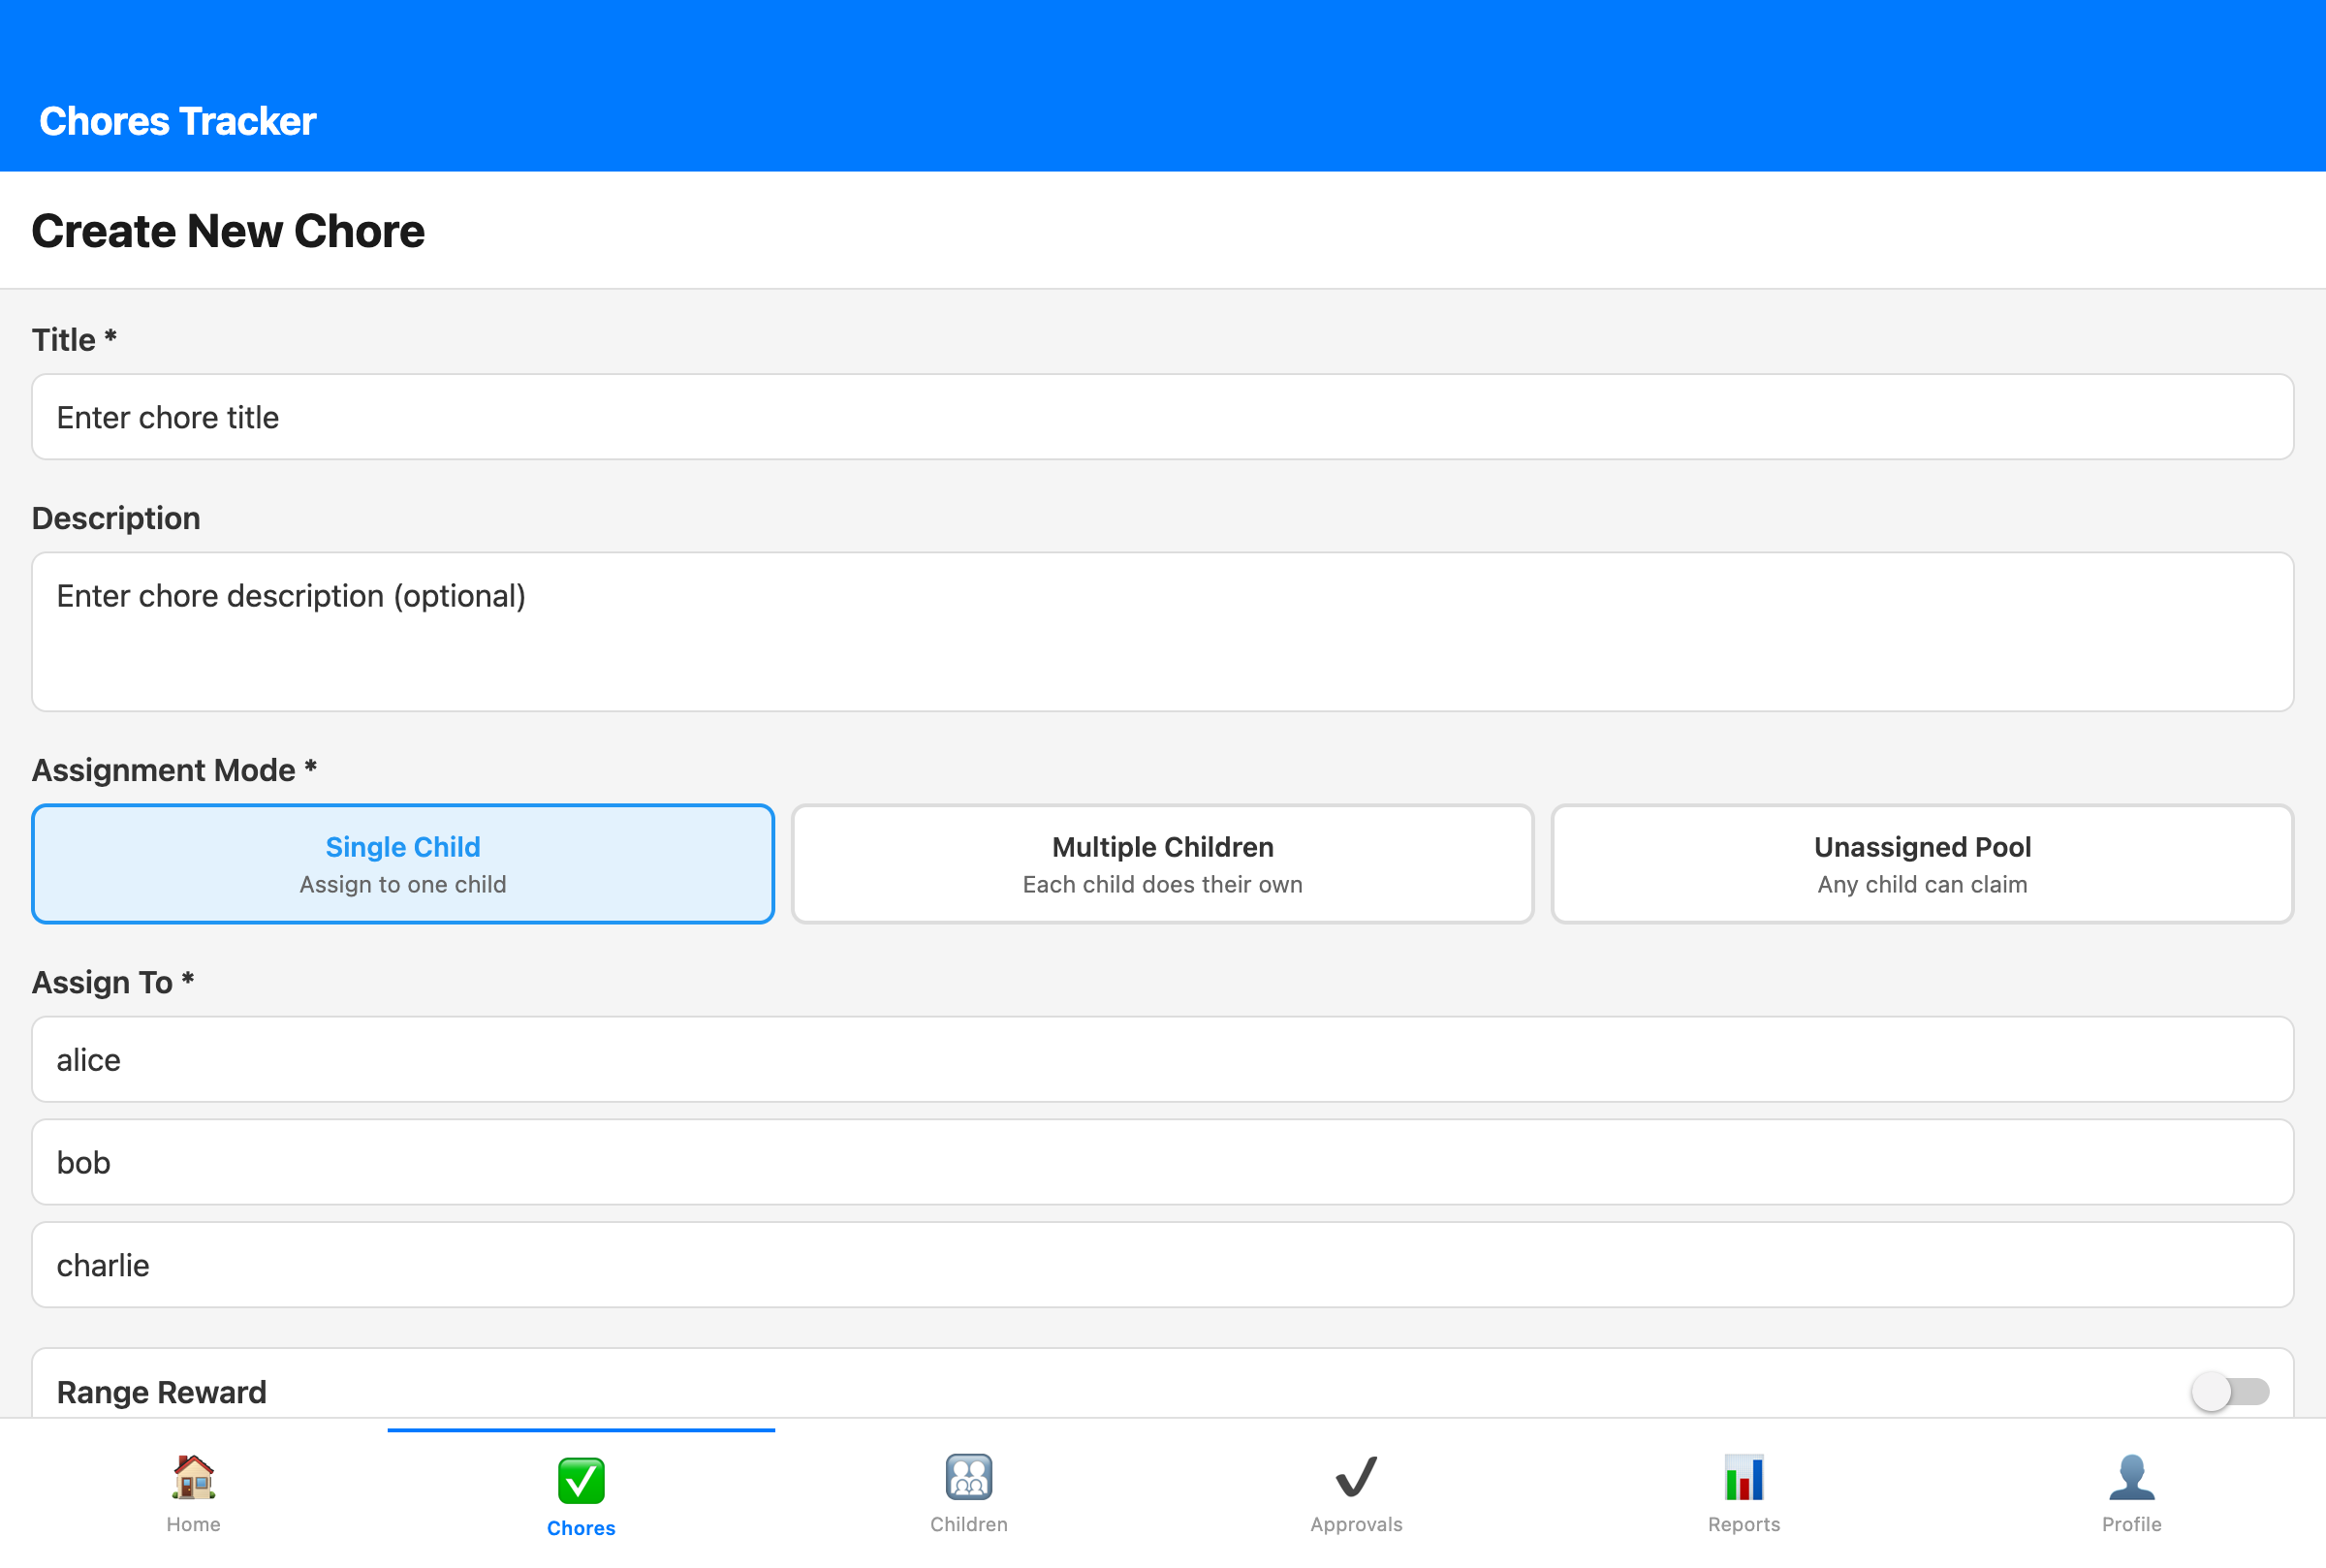 Chores Tracker
Create New Chore
Title *
Enter chore title
Description
Enter chore description (optional)
Assignment Mode *
Single Child
Assign to one child
Multiple Children
Each child does their own
Unassigned Pool
Any child can claim
Assign To *
alice
bob
charlie
Range Reward
Home
Chores
Children
Approvals
Reports
Profile